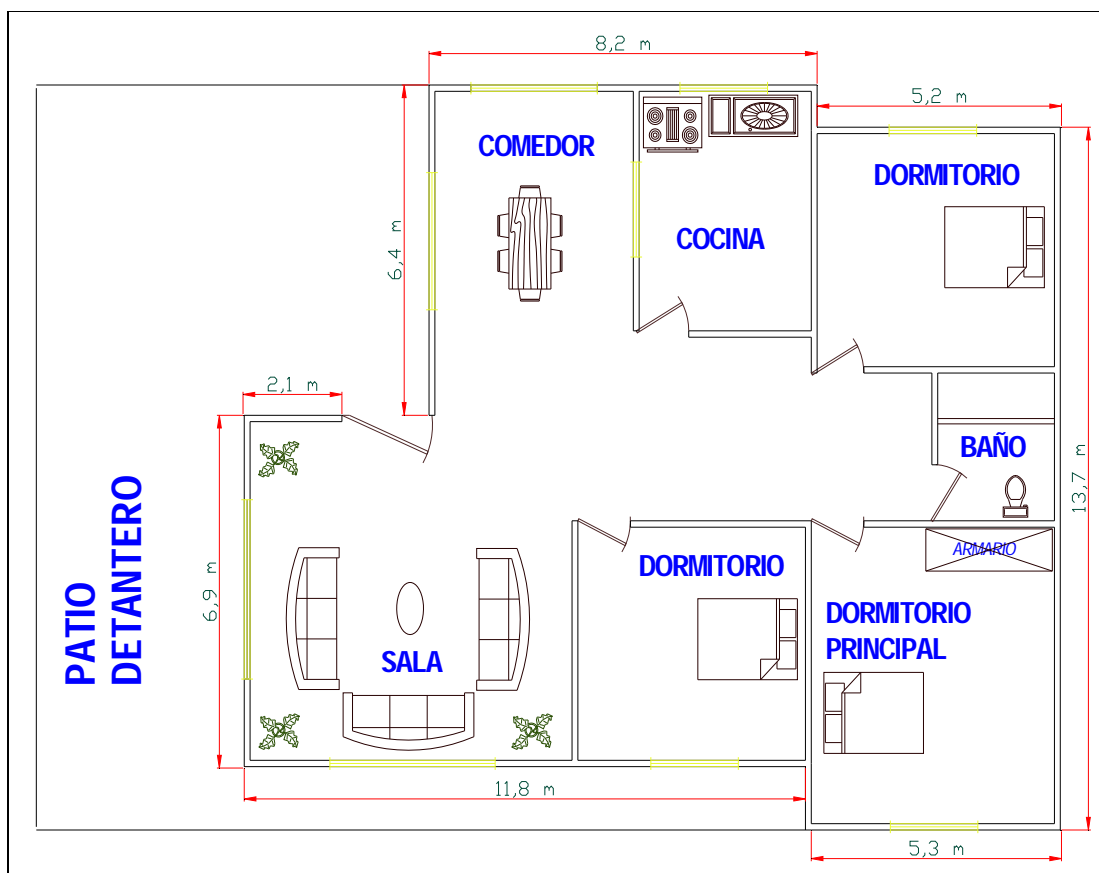 8,2 m
5,2 m
COMEDOR
DORMITORIO
COCINA
6,4 m
2,1 m
BAÑO
13,7 m
PATIO
DETANTERO
6,9 m
ARMARIO
DORMITORIO
DORMITORIO
PRINCIPAL
SALA
11,8 m
5,3 m